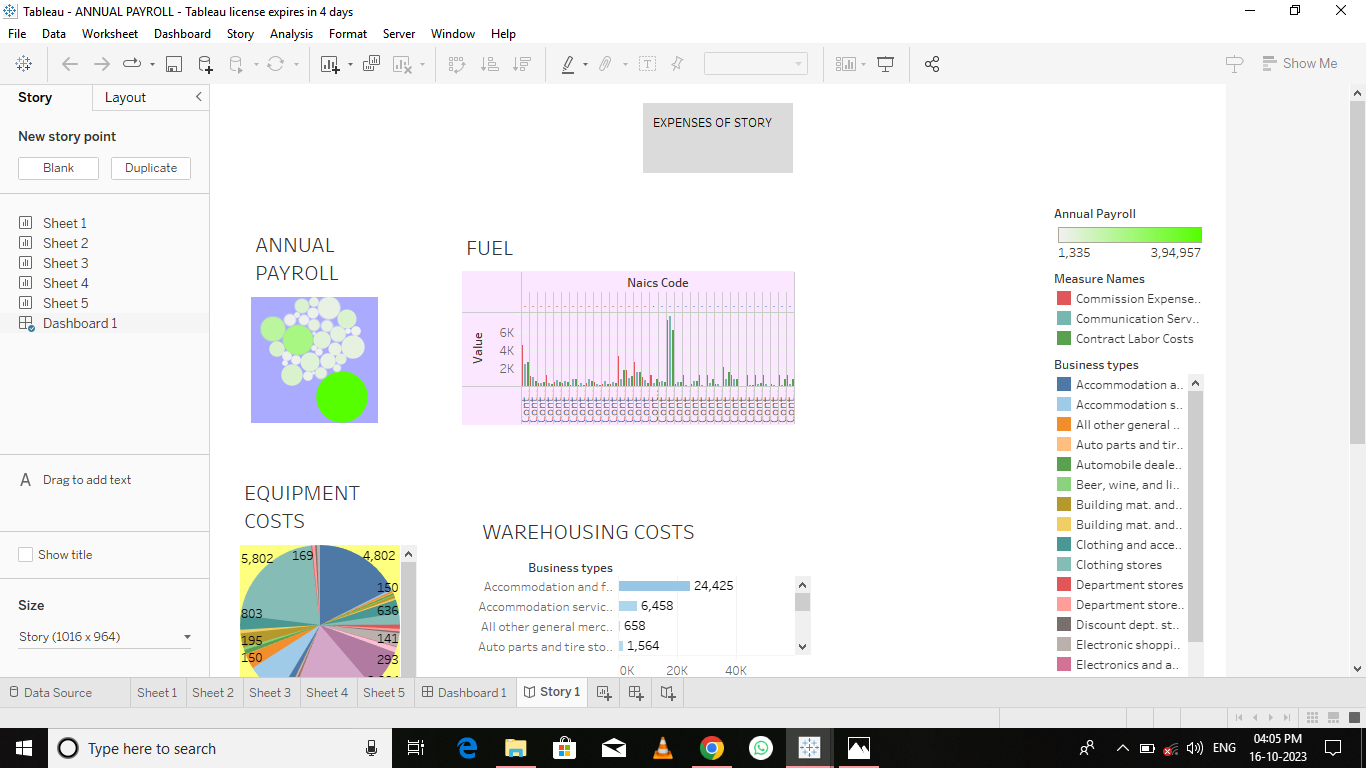 Tableau - ANNUAL PAYROLL - Tableau license expires in 4 days
File Data Worksheet Dashboard Story Analysis Format Server Window Help
Show Me
Story Layout
New story point
Blank Duplicate
Sheet 1
Sheet 2
Sheet 3
Sheet 4
Sheet 5
Dashboard 1
A Drag to add text
Show title
Size
Story (1016 x 964)
EXPENSES OF STORY
ANNUAL
PAYROLL
FUEL
Naics Code
Value
6K
4K
2K
EQUIPMENT
COSTS
5,802 169 4,802
150
803 636
195 141
150 293
WAREHOUSING COSTS
Business types
Accommodation and f.. 24,425
Accommodation servic.. 6,458
All other general merc.. 658
Auto parts and tire sto.. 1,564
0K 20K 40K
Annual Payroll
1,335 3,94,957
Measure Names
Commission Expense..
Communication Serv..
Contract Labor Costs
Business types
Accommodation a..
Accommodation s..
All other general ..
Auto parts and tir..
Automobile deale..
Beer, wine, and li..
Building mat. and..
Building mat. and..
Clothing and acce..
Clothing stores
Department stores
Department store..
Discount dept. st..
Electronic shoppi..
Electronics and a..
Data Source Sheet 1 Sheet 2 Sheet 3 Sheet 4 Sheet 5 Dashboard 1 Story 1
Type here to search
ENG
04:05 PM
16-10-2023